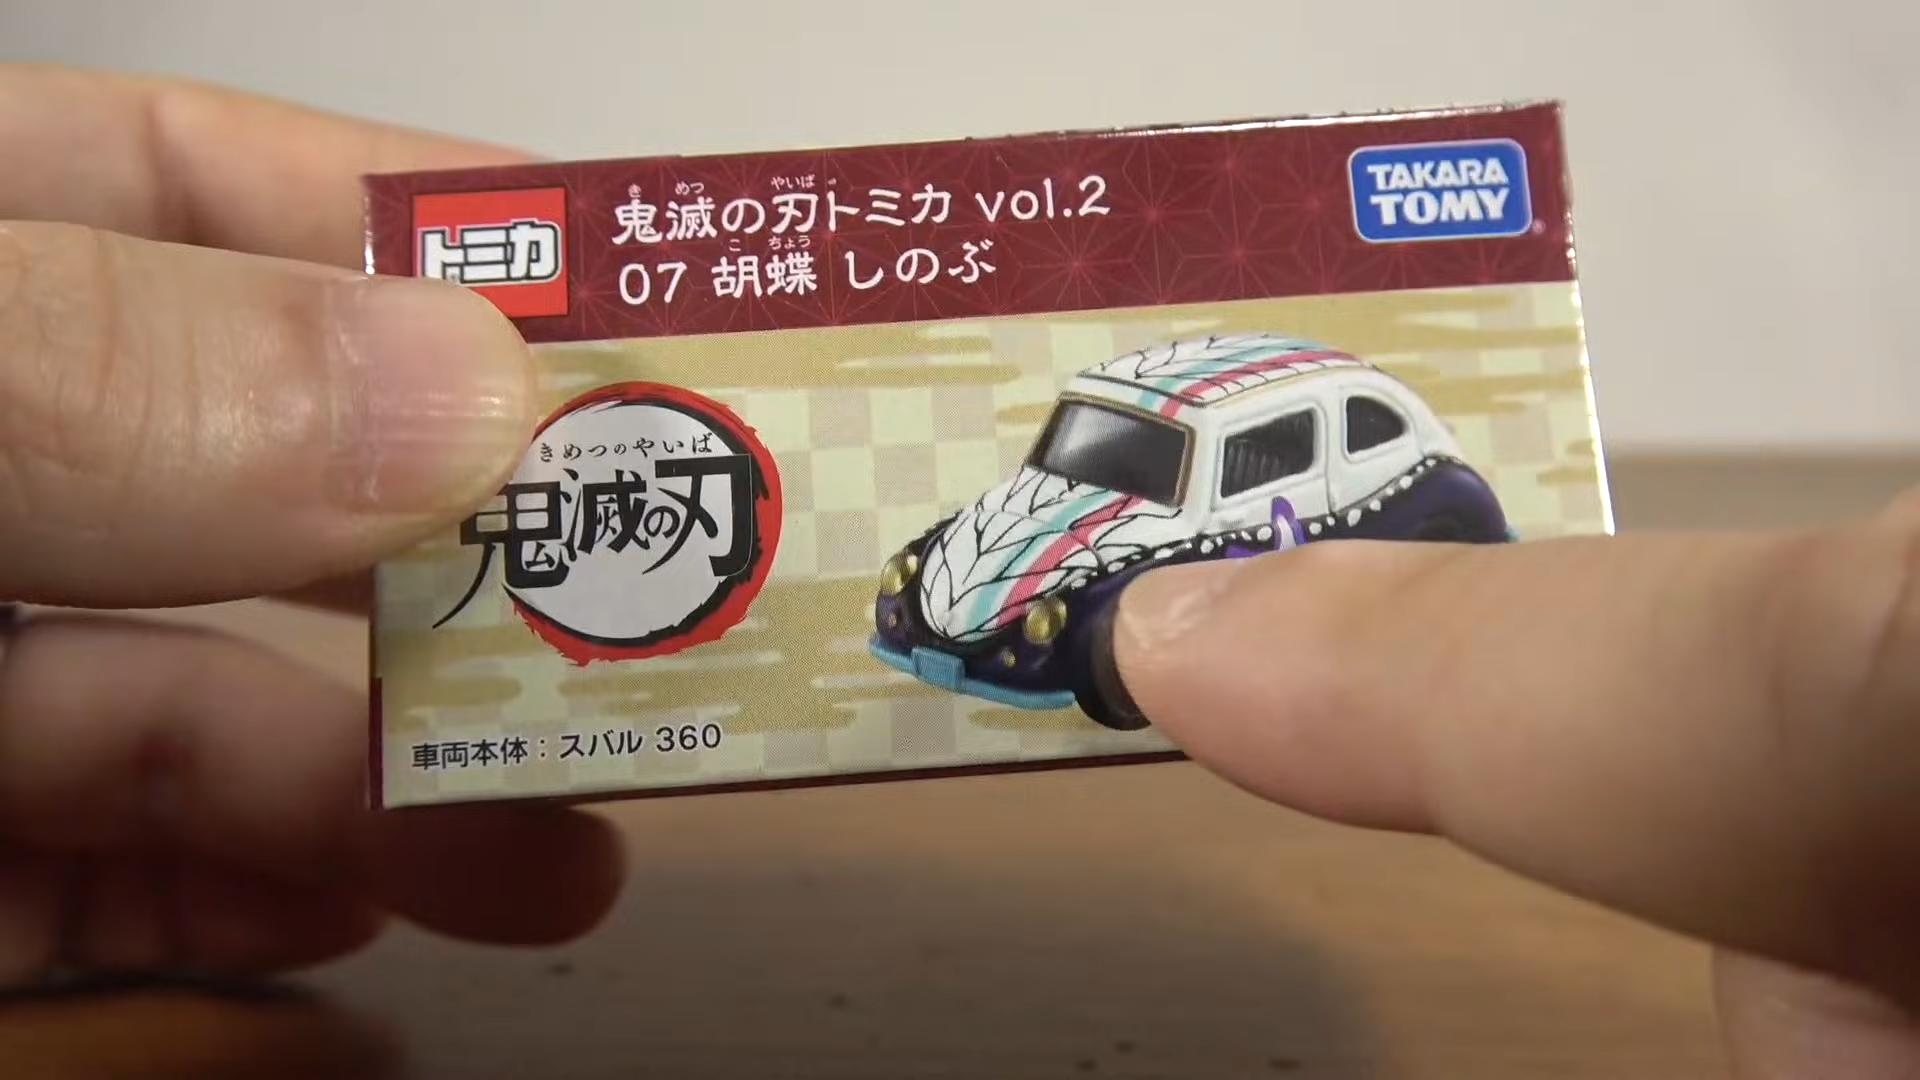 トミカ
鬼滅の刃トミカ vol.2
き めつ やいば
07 胡蝶 しのぶ
こ ちょう
TAKARA
TOMY
きめつのやいば
鬼滅の刃
車両本体：スバル 360